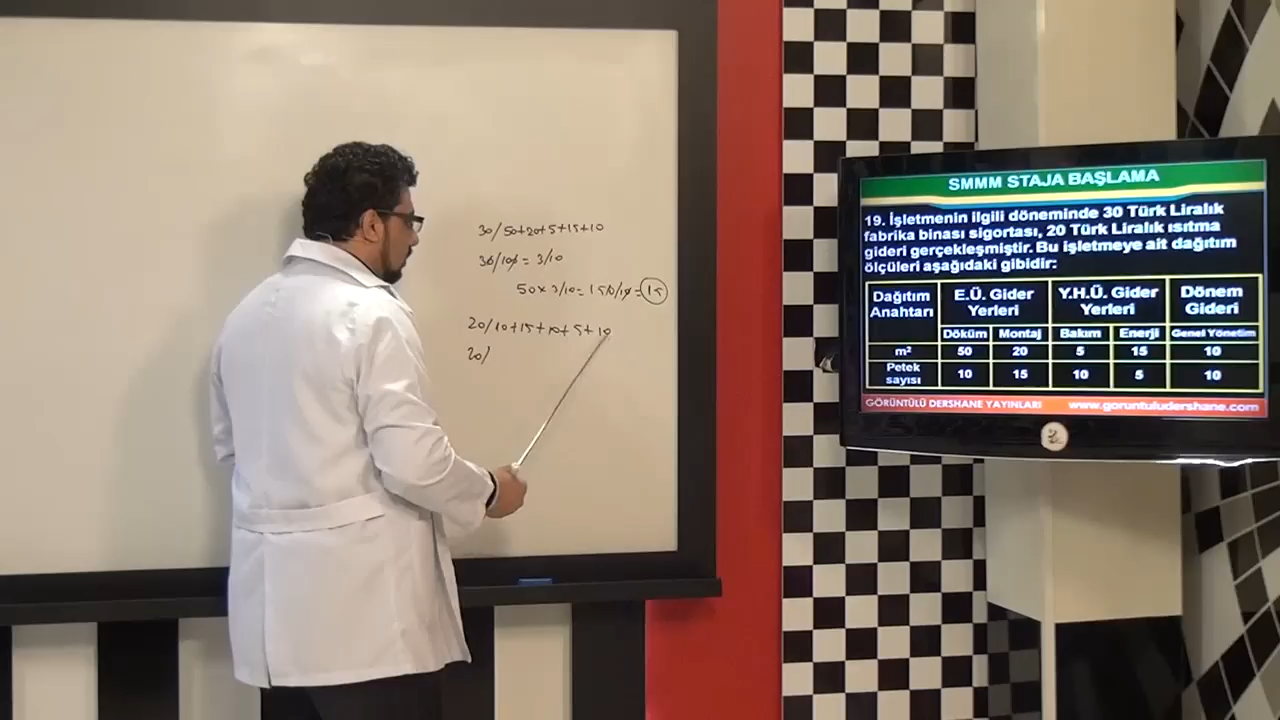 30/50+20+5+15+10
30/100 = 3/10
50x3/10=150/10=15
20/10+15+10+5+10
20/
SMMM STAJA BAŞLAMA
19. İşletmenin ilgili döneminde 30 Türk Liralık
fabrika binası sigortası, 20 Türk Liralık ısıtma
gideri gerçekleşmiştir. Bu işletmeye ait dağıtım
ölçüleri aşağıdaki gibidir:
Dağıtım Anahtarı E.Ü. Gider Yerleri Y.H.Ü. Gider Yerleri Dönem Gideri
Döküm Montaj Bakım Enerji Genel Yönetim
m² 50 20 5 15 10
Petek sayısı 10 15 10 5 10
GÖRÜNTÜLÜ DERSHANE YAYINLARI www.goruntuludershane.com